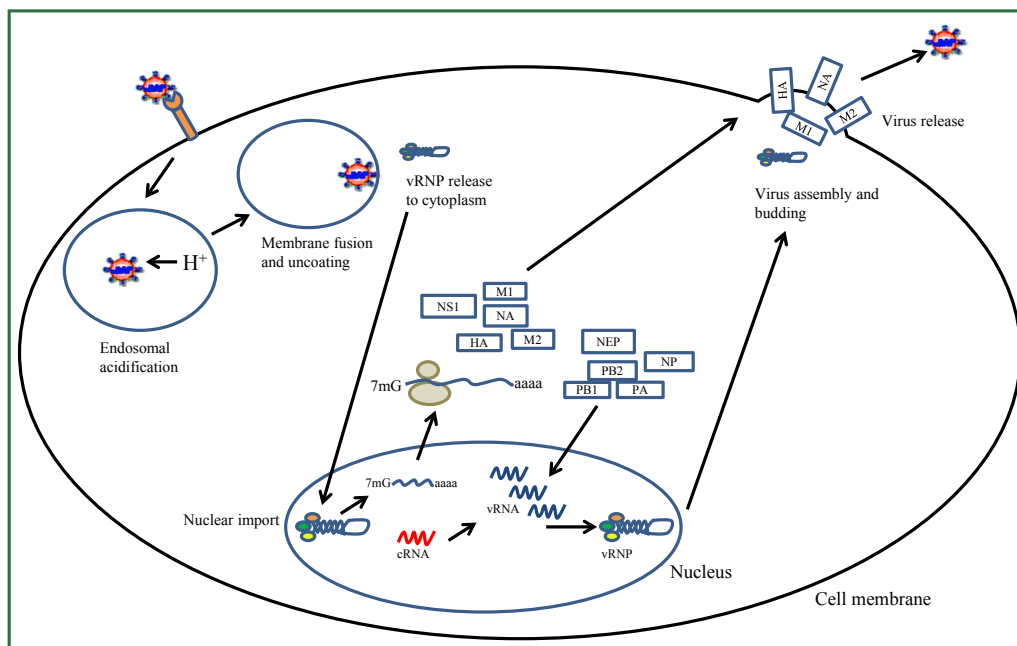 HA
NA
M1
M2
Virus release
vRNP release
to cytoplasm
Virus assembly and
budding
Membrane fusion
and uncoating
H⁺
Endosomal
acidification
M1
NS1
NA
HA
M2
NEP
NP
PB2
PB1
PA
7mG
aaaa
7mG
aaaa
vRNA
Nuclear import
cRNA
vRNP
Nucleus
Cell membrane